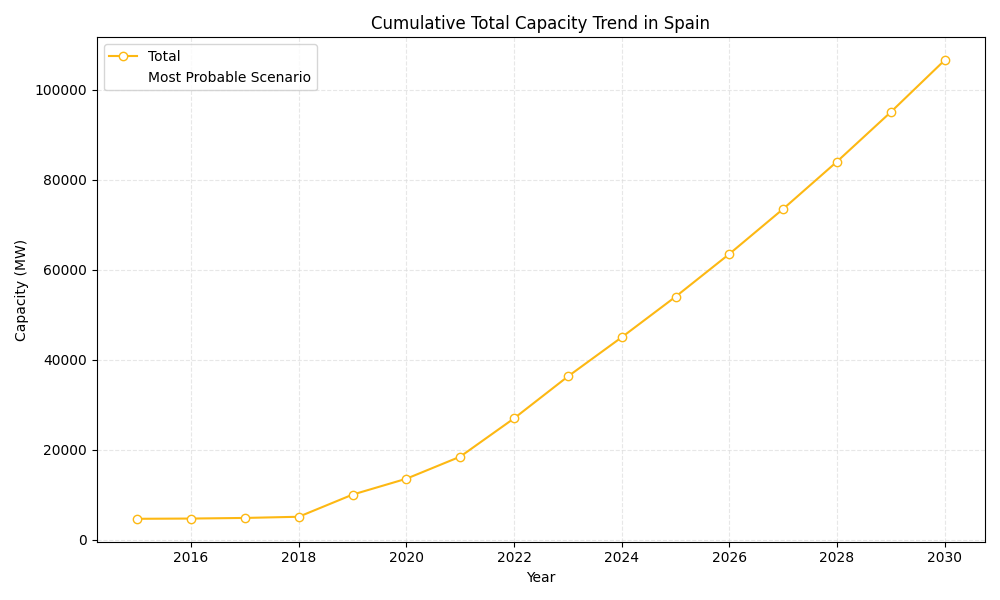 Cumulative Total Capacity Trend in Spain
Total
Most Probable Scenario
100000
80000
60000
40000
20000
0
Capacity (MW)
2016 2018 2020 2022 2024 2026 2028 2030
Year